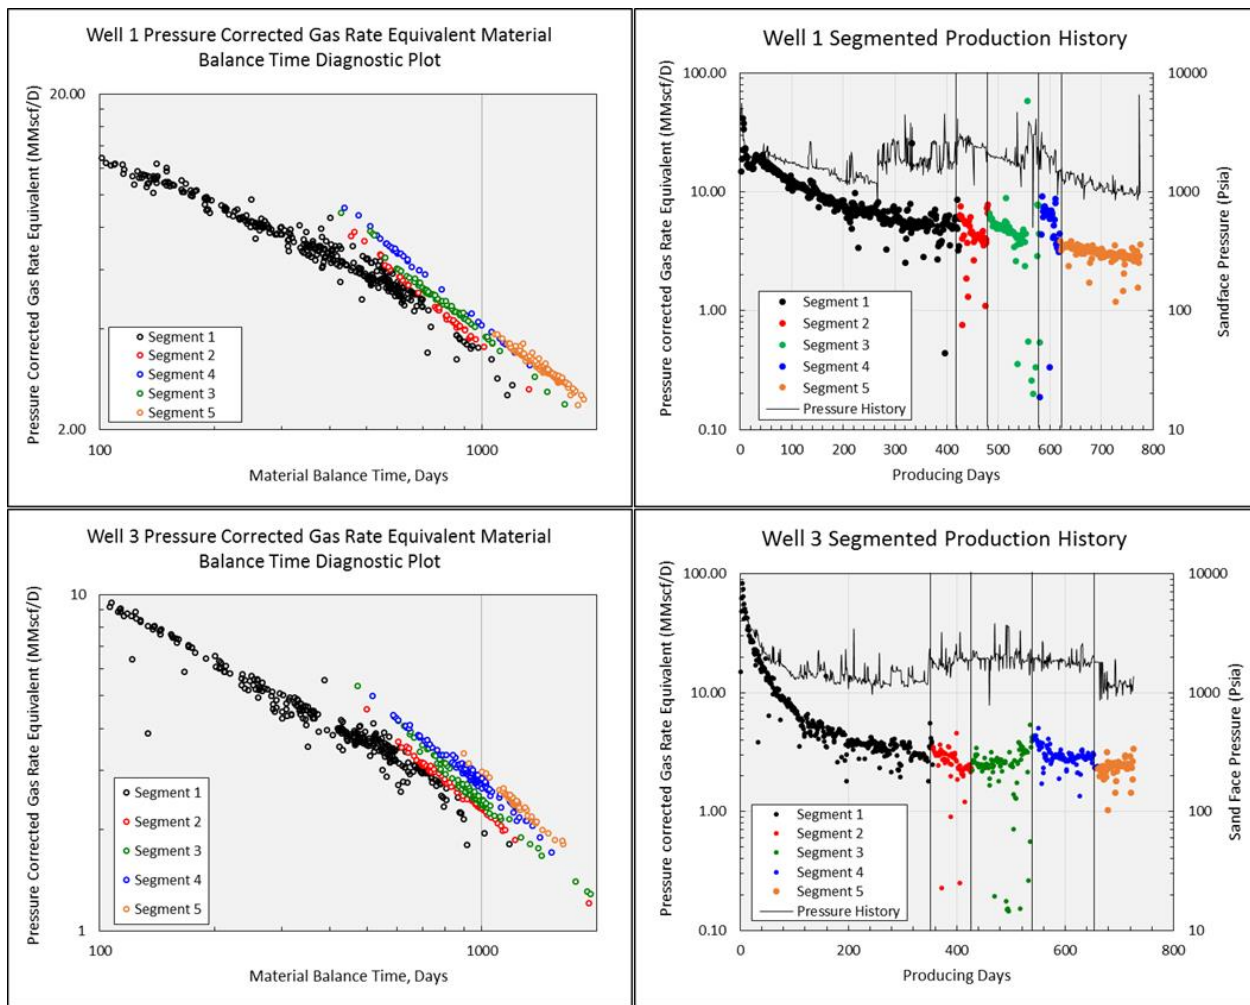 Well 1 Pressure Corrected Gas Rate Equivalent Material
Balance Time Diagnostic Plot
Pressure Corrected Gas Rate Equivalent (MMscf/D)
20.00
2.00
Segment 1
Segment 2
Segment 4
Segment 3
Segment 5
100
1000
Material Balance Time, Days
Well 1 Segmented Production History
Pressure corrected Gas Rate Equivalent (MMscf/D)
100.00
10.00
1.00
0.10
Segment 1
Segment 2
Segment 3
Segment 4
Segment 5
Pressure History
10000
1000
100
10
Sandface Pressure (Psia)
0 100 200 300 400 500 600 700 800
Producing Days
Well 3 Pressure Corrected Gas Rate Equivalent Material
Balance Time Diagnostic Plot
Pressure Corrected Gas Rate Equivalent (MMscf/D)
10
1
Segment 1
Segment 2
Segment 3
Segment 4
Segment 5
100
1000
Material Balance Time, Days
Well 3 Segmented Production History
Pressure corrected Gas Rate Equivalent (MMscf/D)
100.00
10.00
1.00
0.10
Segment 1
Segment 2
Segment 3
Segment 4
Segment 5
Pressure History
10000
1000
100
10
Sand Face Pressure (Psia)
0 200 400 600 800
Producing Days